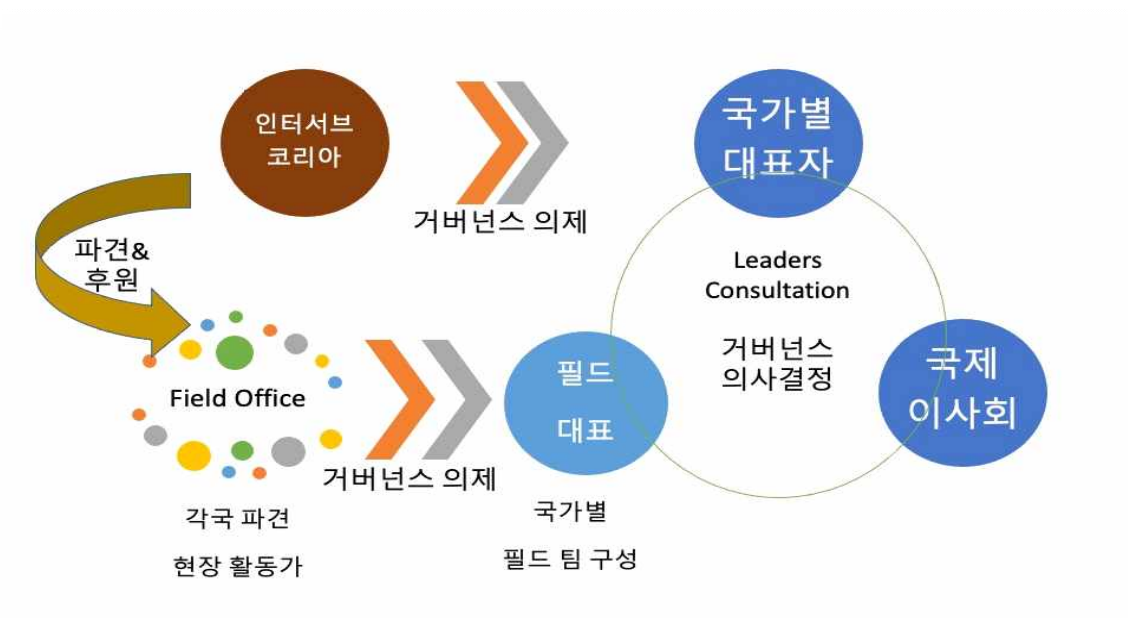 인터서브
코리아
거버넌스 의제
국가별
대표자
파견&
후원
Leaders
Consultation
거버넌스
의사결정
Field Office
거버넌스 의제
필드
대표
국제
이사회
각국 파견
현장 활동가
국가별
필드 팀 구성